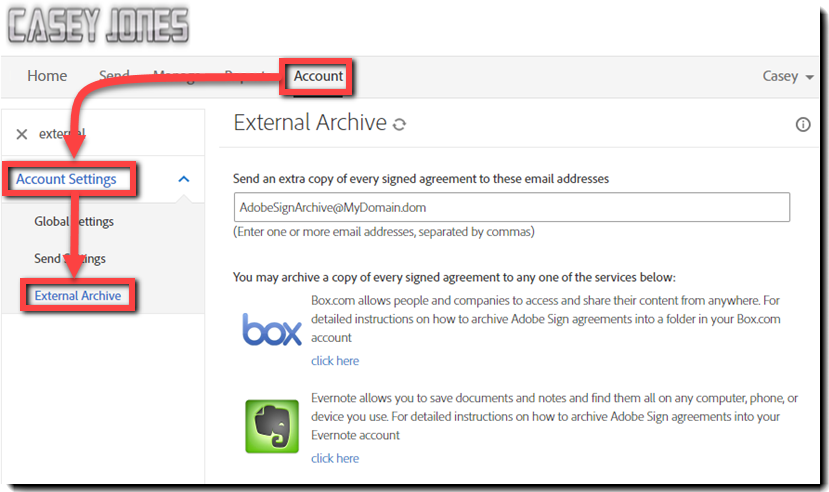 CASEY JONES
Home Send Manage Reports Account Casey
external
External Archive
Account Settings
Send an extra copy of every signed agreement to these email addresses
AdobeSignArchive@MyDomain.dom
(Enter one or more email addresses, separated by commas)
Global Settings
Send Settings
External Archive
You may archive a copy of every signed agreement to any one of the services below:
box
Box.com allows people and companies to access and share their content from anywhere. For
detailed instructions on how to archive Adobe Sign agreements into a folder in your Box.com
account
click here
Evernote allows you to save documents and notes and find them all on any computer, phone, or
device you use. For detailed instructions on how to archive Adobe Sign agreements into your
Evernote account
click here